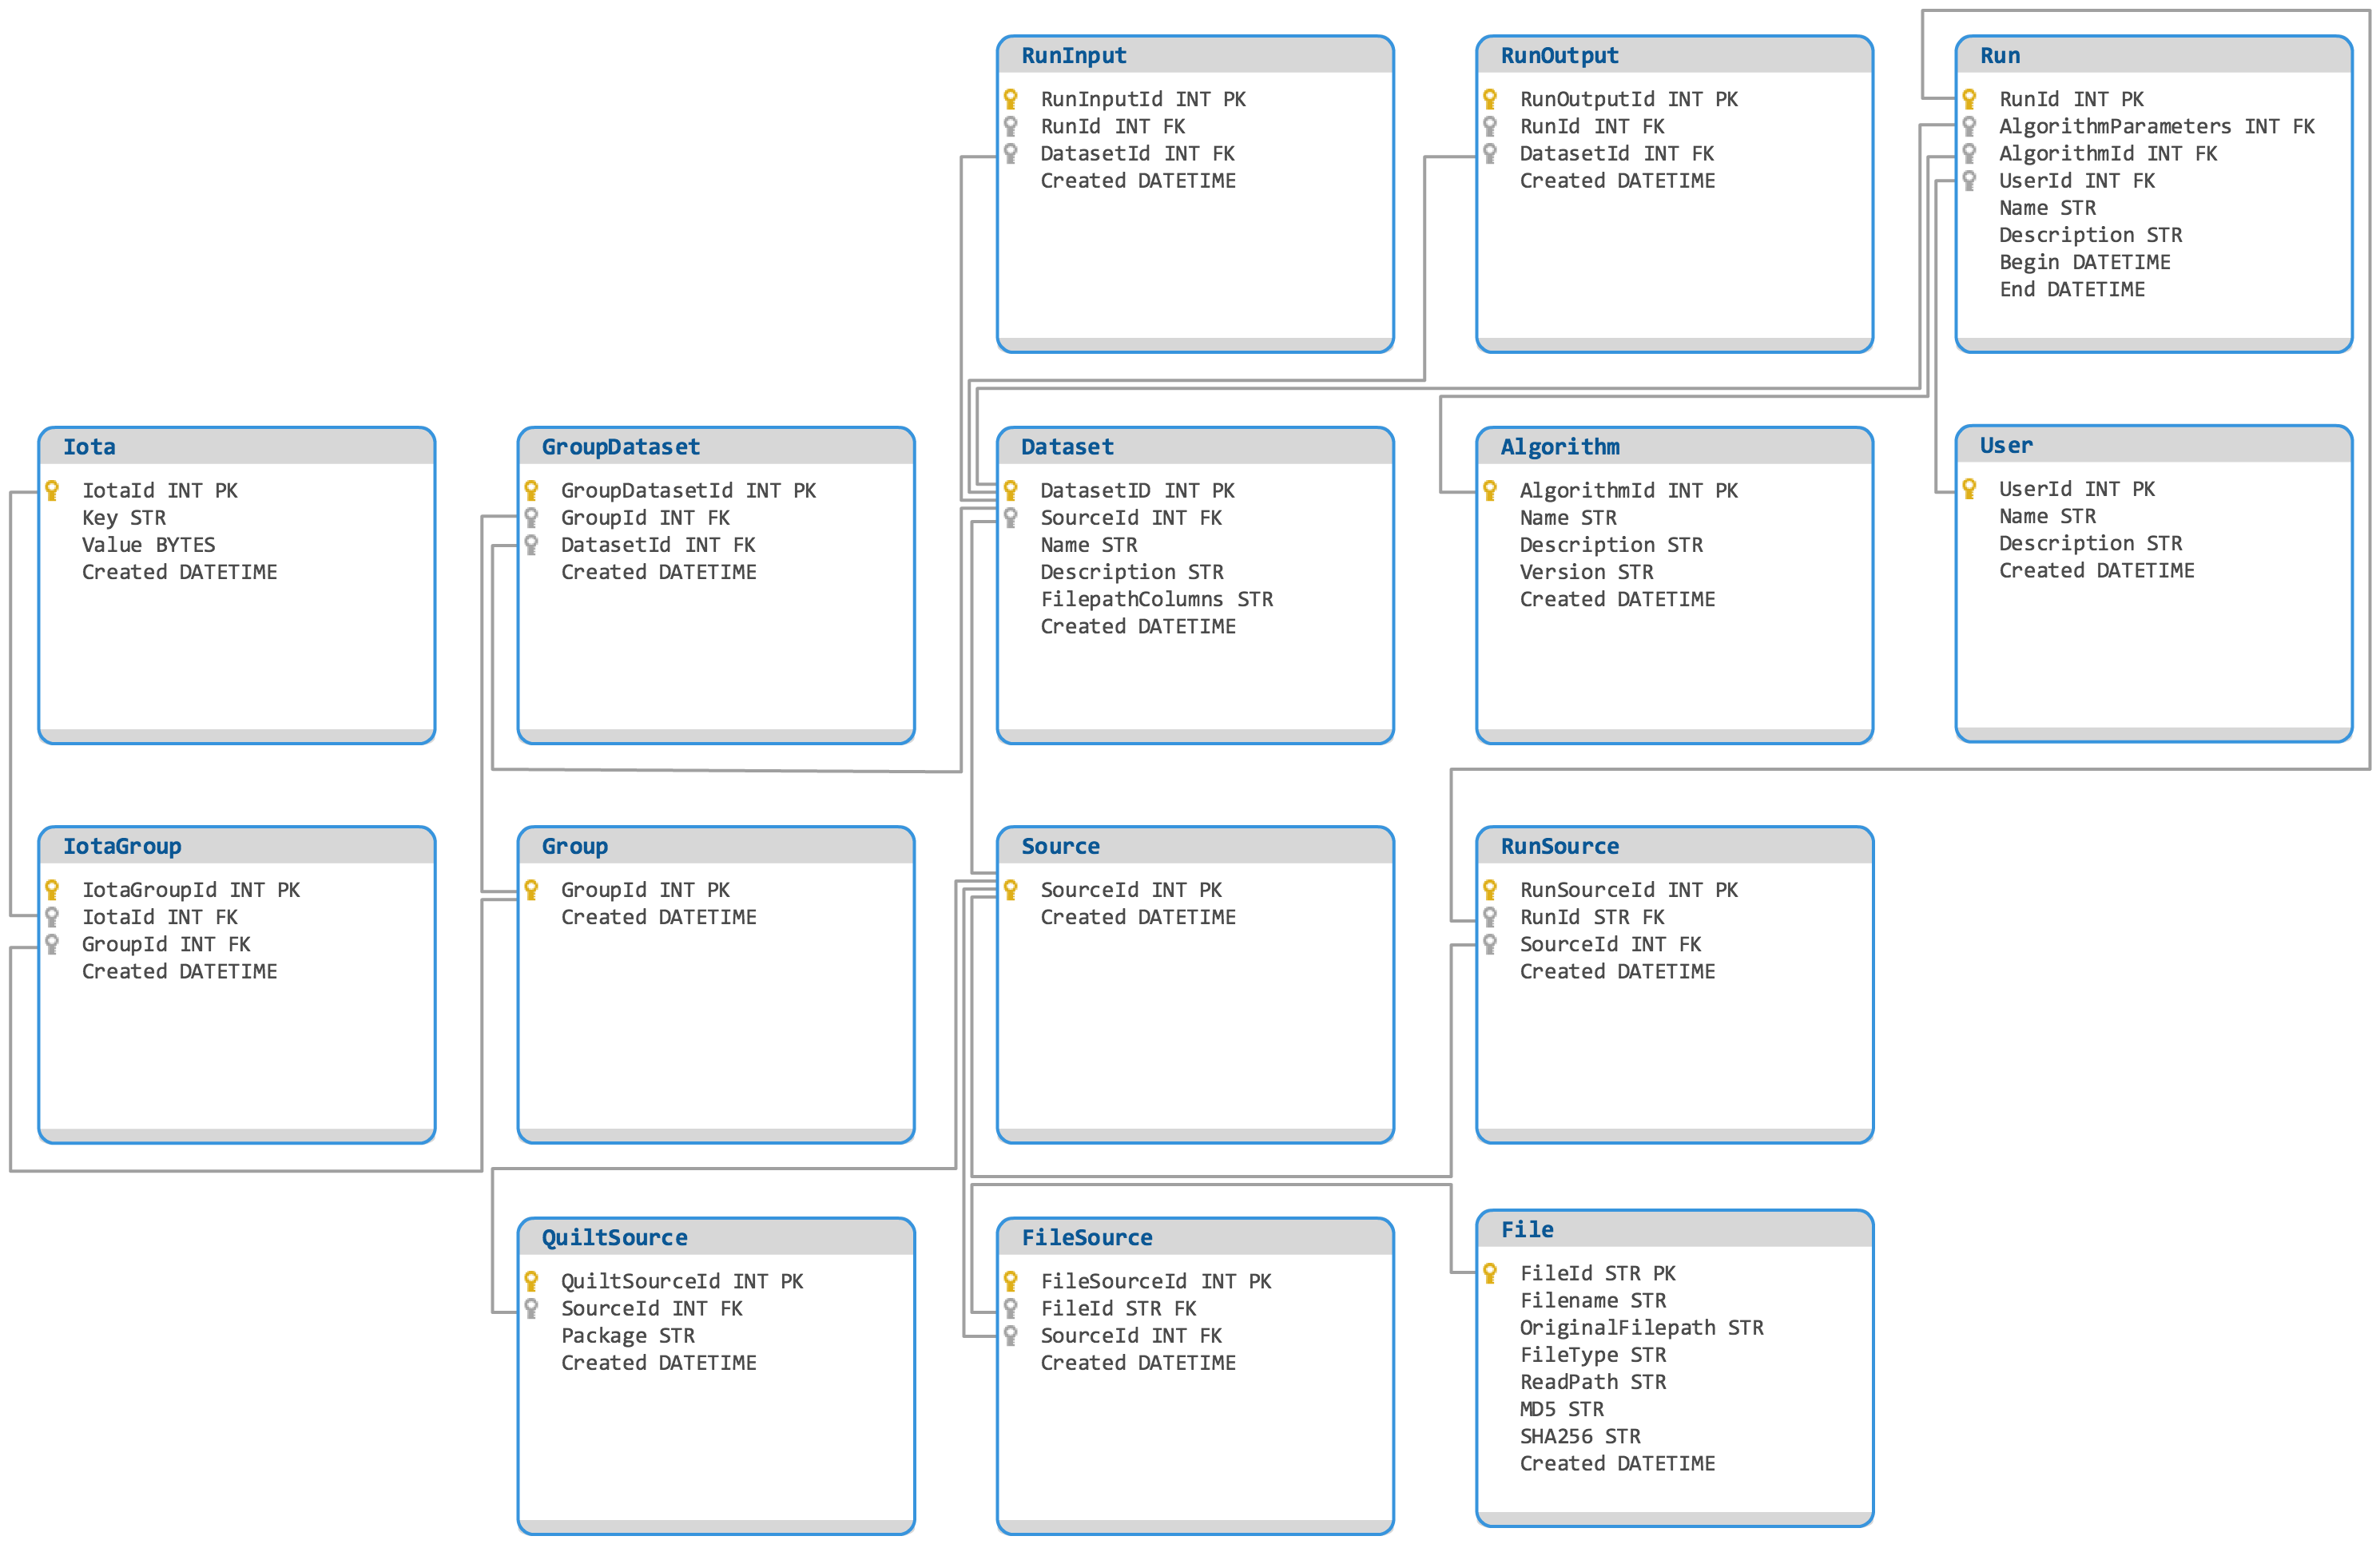 RunInput
RunInputId INT PK
RunId INT FK
DatasetId INT FK
Created DATETIME
RunOutput
RunOutputId INT PK
RunId INT FK
DatasetId INT FK
Created DATETIME
Run
RunId INT PK
AlgorithmParameters INT FK
AlgorithmId INT FK
UserId INT FK
Name STR
Description STR
Begin DATETIME
End DATETIME
Iota
IotaId INT PK
Key STR
Value BYTES
Created DATETIME
GroupDataset
GroupDatasetId INT PK
GroupId INT FK
DatasetId INT FK
Created DATETIME
Dataset
DatasetID INT PK
SourceId INT FK
Name STR
Description STR
FilepathColumns STR
Created DATETIME
Algorithm
AlgorithmId INT PK
Name STR
Description STR
Version STR
Created DATETIME
User
UserId INT PK
Name STR
Description STR
Created DATETIME
IotaGroup
IotaGroupId INT PK
IotaId INT FK
GroupId INT FK
Created DATETIME
Group
GroupId INT PK
Created DATETIME
Source
SourceId INT PK
Created DATETIME
RunSource
RunSourceId INT PK
RunId STR FK
SourceId INT FK
Created DATETIME
QuiltSource
QuiltSourceId INT PK
SourceId INT FK
Package STR
Created DATETIME
FileSource
FileSourceId INT PK
FileId STR FK
SourceId INT FK
Created DATETIME
File
FileId STR PK
Filename STR
OriginalFilepath STR
FileType STR
ReadPath STR
MD5 STR
SHA256 STR
Created DATETIME